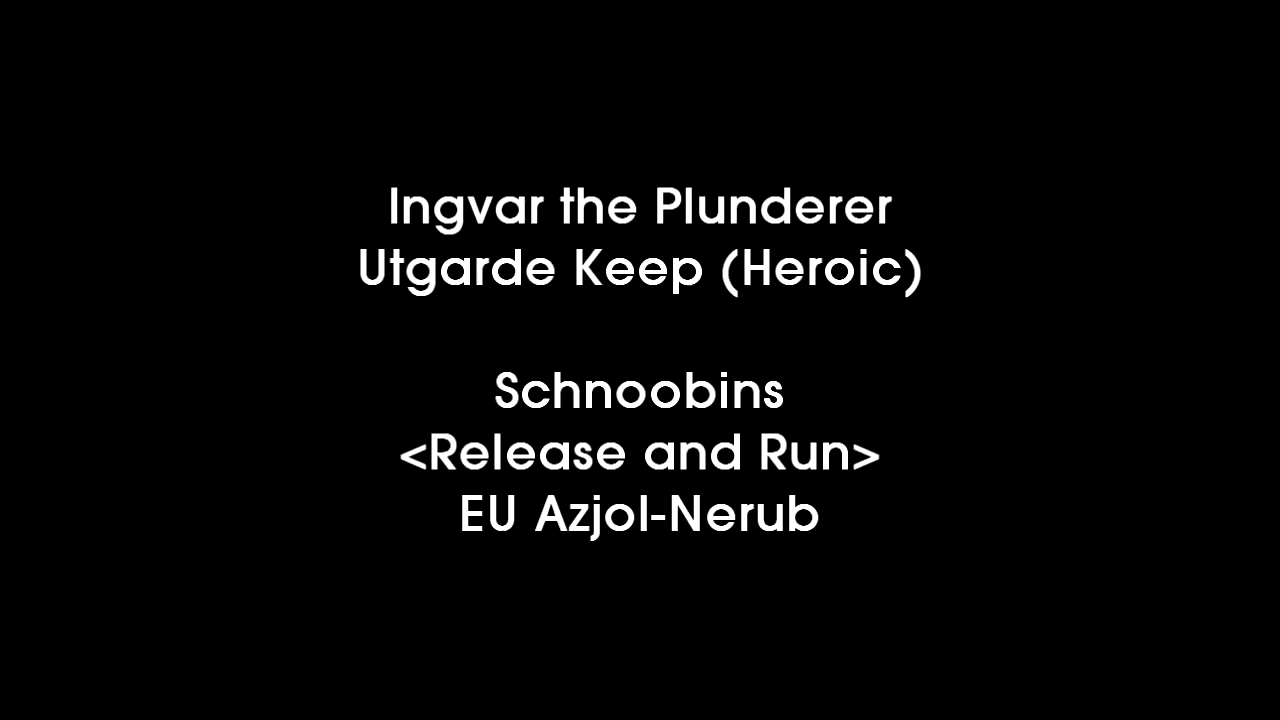 Ingvar the Plunderer
Utgarde Keep (Heroic)
Schnoobins
<Release and Run>
EU Azjol-Nerub